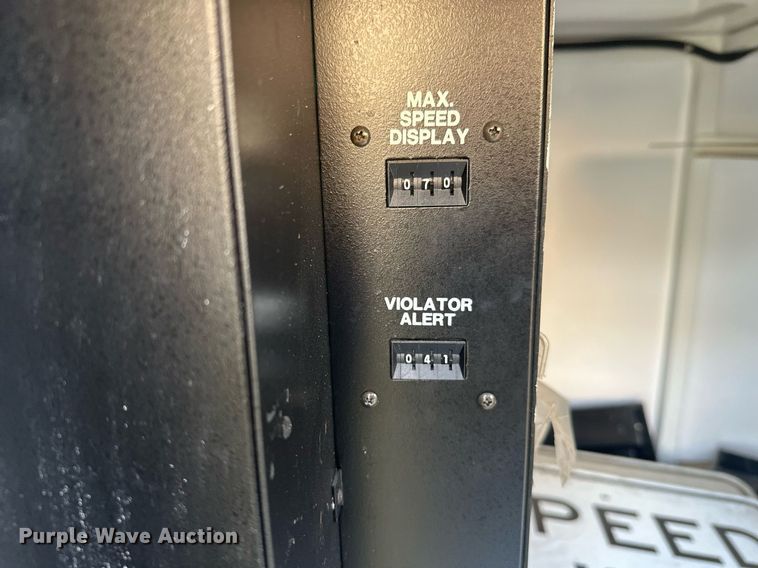 MAX.
SPEED
DISPLAY
070
VIOLATOR
ALERT
041
PEED
Purple Wave Auction